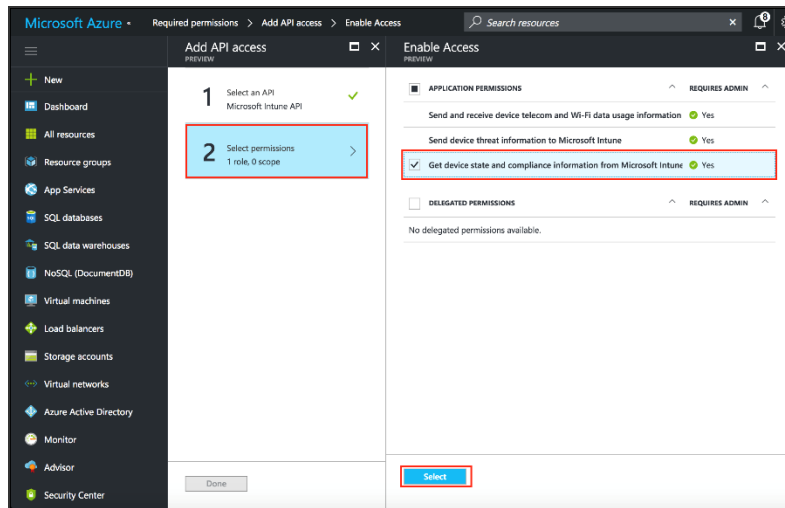 Microsoft Azure
Required permissions > Add API access > Enable Access
Search resources
New
Dashboard
All resources
Resource groups
App Services
SQL databases
SQL data warehouses
NoSQL (DocumentDB)
Virtual machines
Load balancers
Storage accounts
Virtual networks
Azure Active Directory
Monitor
Advisor
Security Center
Add API access
PREVIEW
1
Select an API
Microsoft Intune API
2
Select permissions
1 role, 0 scope
Done
Enable Access
PREVIEW
APPLICATION PERMISSIONS REQUIRES ADMIN
Send and receive device telecom and Wi-Fi data usage information Yes
Send device threat information to Microsoft Intune Yes
Get device state and compliance information from Microsoft Intune Yes
DELEGATED PERMISSIONS REQUIRES ADMIN
No delegated permissions available.
Select